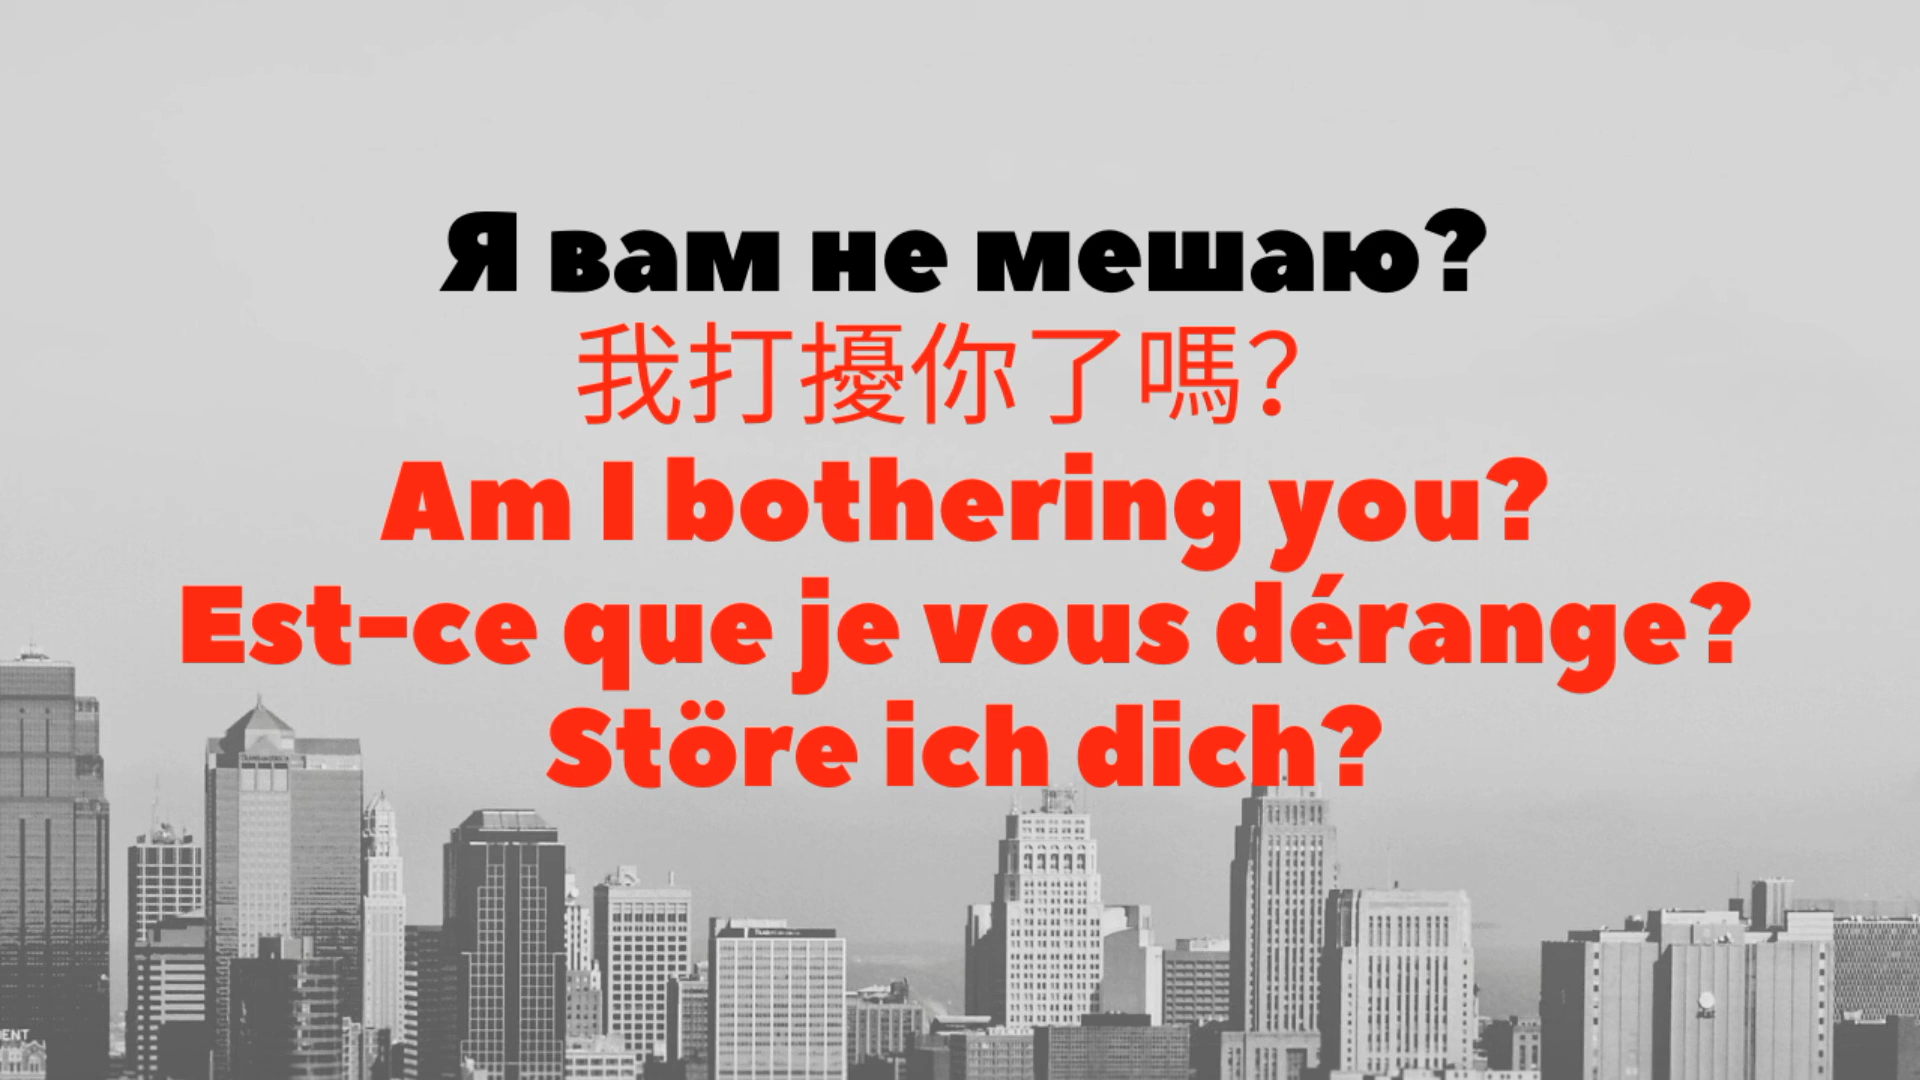 Я вам не мешаю?
我打擾你了嗎？
Am I bothering you?
Est-ce que je vous dérange?
Störe ich dich?
ENT